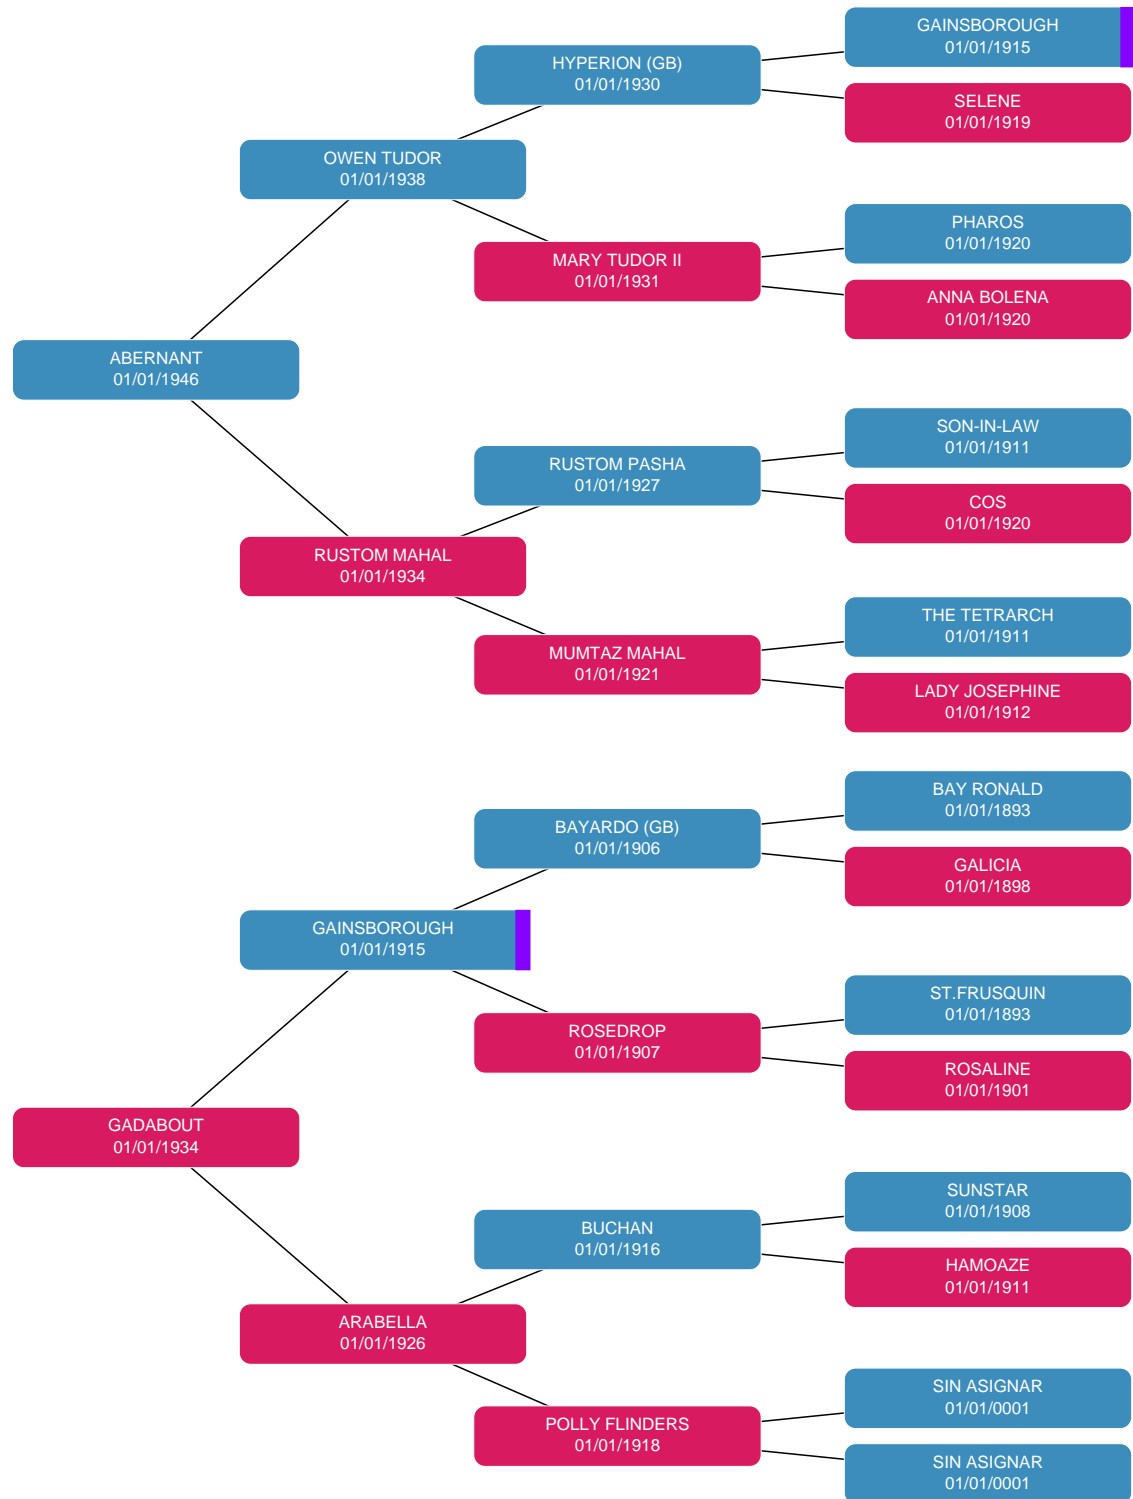 GAINSBOROUGH
01/01/1915
HYPERION (GB)
01/01/1930
SELENE
01/01/1919
OWEN TUDOR
01/01/1938
PHAROS
01/01/1920
MARY TUDOR II
01/01/1931
ANNA BOLENA
01/01/1920
ABERNANT
01/01/1946
SON-IN-LAW
01/01/1911
RUSTOM PASHA
01/01/1927
COS
01/01/1920
RUSTOM MAHAL
01/01/1934
THE TETRARCH
01/01/1911
MUMTAZ MAHAL
01/01/1921
LADY JOSEPHINE
01/01/1912
BAY RONALD
01/01/1893
BAYARDO (GB)
01/01/1906
GALICIA
01/01/1898
GAINSBOROUGH
01/01/1915
ST.FRUSQUIN
01/01/1893
ROSEDROP
01/01/1907
ROSALINE
01/01/1901
GADABOUT
01/01/1934
SUNSTAR
01/01/1908
BUCHAN
01/01/1916
HAMOAZE
01/01/1911
ARABELLA
01/01/1926
SIN ASIGNAR
01/01/0001
POLLY FLINDERS
01/01/1918
SIN ASIGNAR
01/01/0001